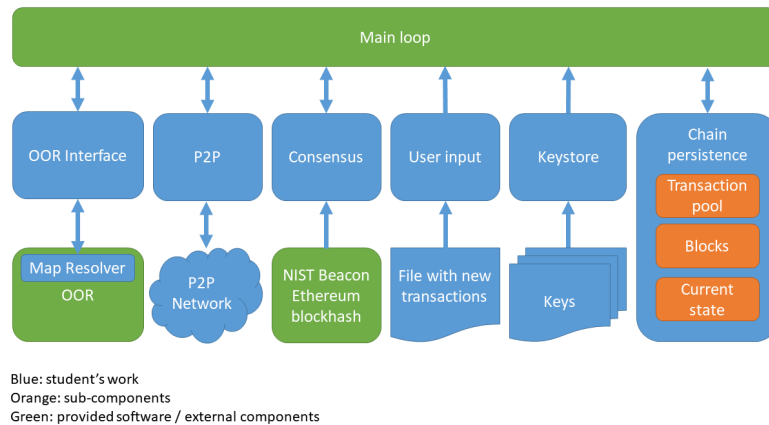 Main loop
OOR Interface
P2P
Consensus
User input
Keystore
Chain
persistence
Transaction
pool
Blocks
Current
state
Map Resolver
OOR
P2P
Network
NIST Beacon
Ethereum
blockhash
File with new
transactions
Keys
Blue: student's work
Orange: sub-components
Green: provided software / external components